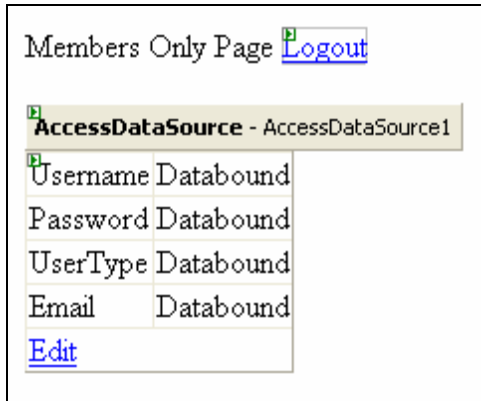 Members Only Page Logout
AccessDataSource - AccessDataSource1
Username Databound
Password Databound
UserType Databound
Email Databound
Edit